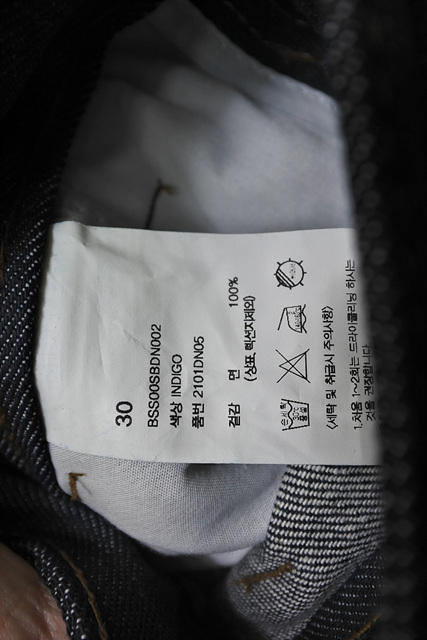 30
BSS00SBDN002
색상 INDIGO
품번 2101DN05
겉감 면 100%
(상표, 렉션지제외)
<세탁 및 취급시 주의사항>
1.처음 1~2회는 드라이클리닝 하시는
것을 권장합니다.